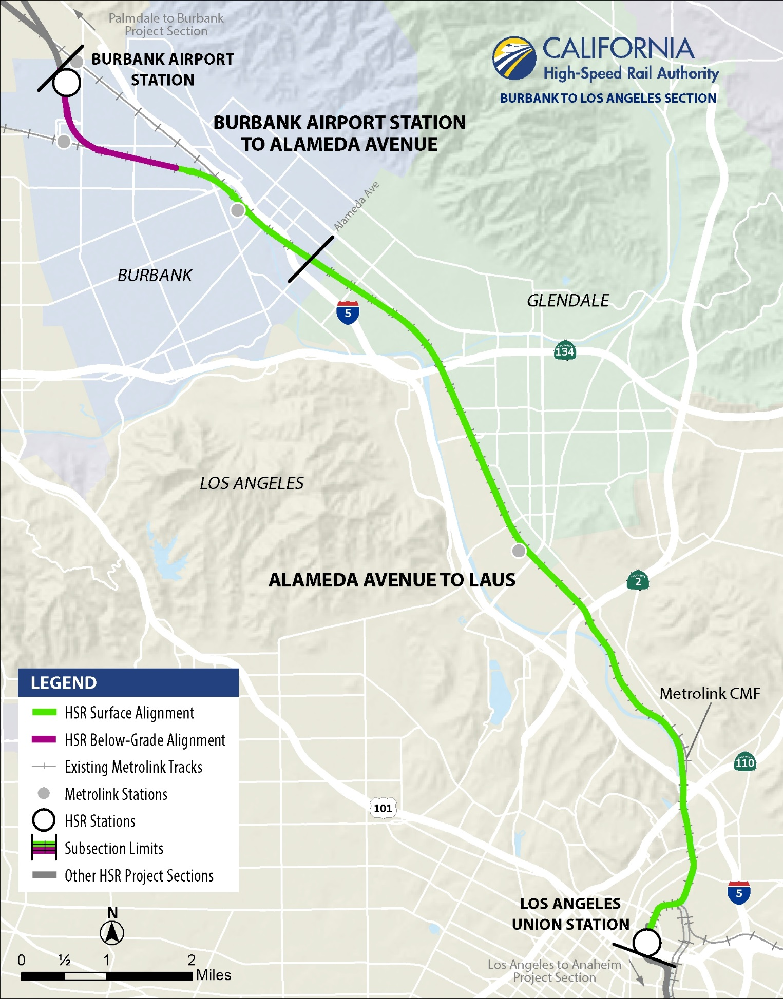 Palmdale to Burbank
Project Section
BURBANK AIRPORT
STATION
CALIFORNIA
High-Speed Rail Authority
BURBANK TO LOS ANGELES SECTION
BURBANK AIRPORT STATION
TO ALAMEDA AVENUE
Alameda Ave
BURBANK
GLENDALE
5
CALIFORNIA
134
LOS ANGELES
ALAMEDA AVENUE TO LAUS
CALIFORNIA
2
Metrolink CMF
CALIFORNIA
110
101
5
LOS ANGELES
UNION STATION
Los Angeles to Anaheim
Project Section
LEGEND
HSR Surface Alignment
HSR Below-Grade Alignment
Existing Metrolink Tracks
Metrolink Stations
HSR Stations
Subsection Limits
Other HSR Project Sections
N
0 ½ 1 2
Miles